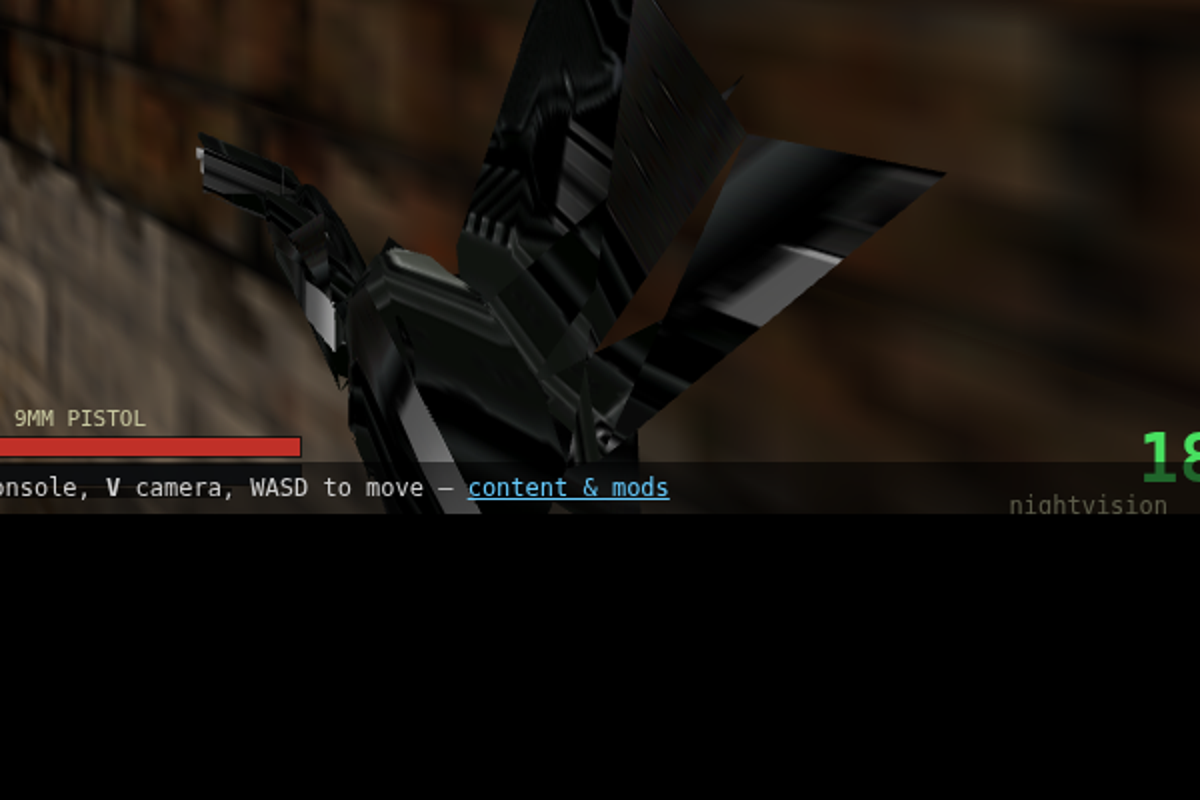 9MM PISTOL
onsole, V camera, WASD to move — content & mods
18
nightvision